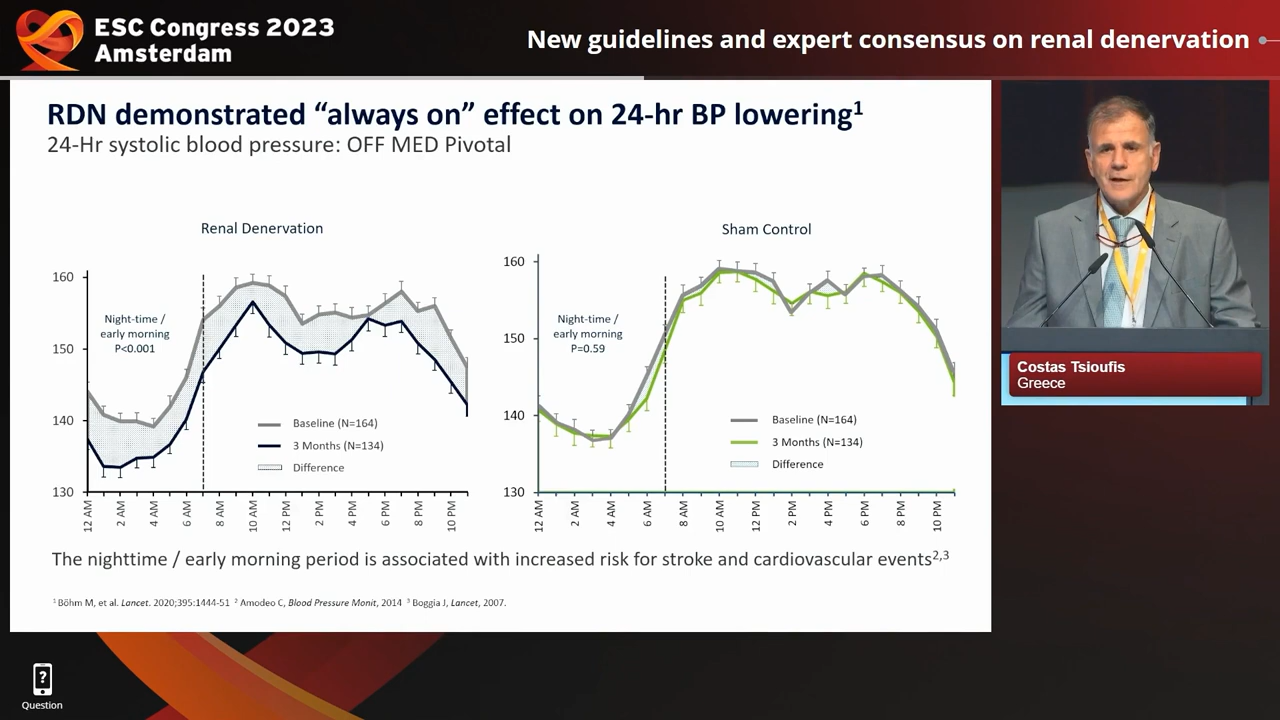 ESC Congress 2023
Amsterdam
New guidelines and expert consensus on renal denervation
RDN demonstrated “always on” effect on 24-hr BP lowering¹
24-Hr systolic blood pressure: OFF MED Pivotal
Renal Denervation
160
150
140
130
Night-time /
early morning
P<0.001
Baseline (N=164)
3 Months (N=134)
Difference
12 AM
2 AM
4 AM
6 AM
8 AM
10 AM
12 PM
2 PM
4 PM
6 PM
8 PM
10 PM
Sham Control
160
150
140
130
Night-time /
early morning
P=0.59
Baseline (N=164)
3 Months (N=134)
Difference
12 AM
2 AM
4 AM
6 AM
8 AM
10 AM
12 PM
2 PM
4 PM
6 PM
8 PM
10 PM
The nighttime / early morning period is associated with increased risk for stroke and cardiovascular events²,³
¹ Böhm M, et al. Lancet. 2020;395:1444-51 ² Amodeo C, Blood Pressure Monit, 2014 ³ Boggia J, Lancet, 2007.
Costas Tsioufis
Greece
?
Question